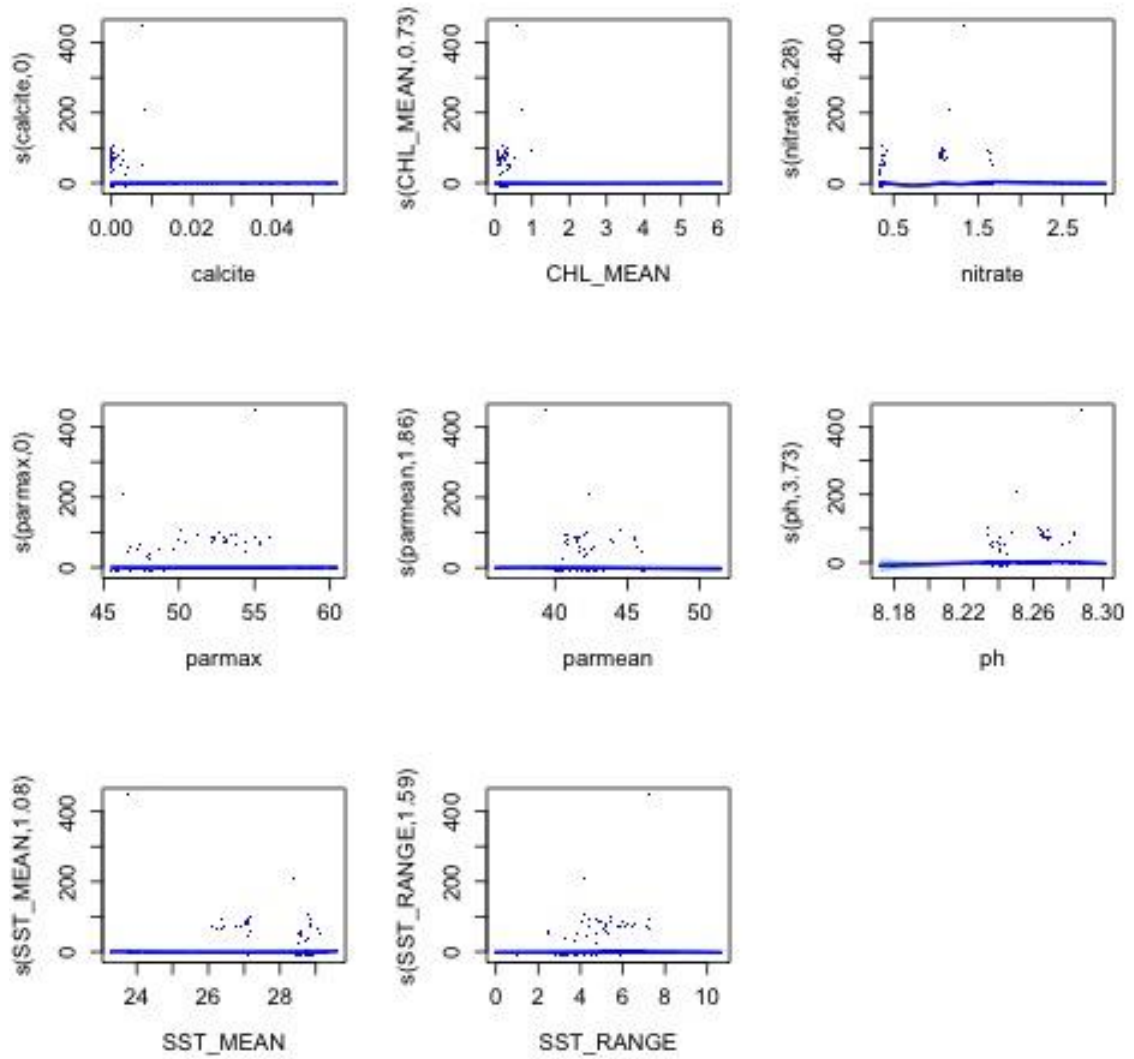 s(calcite,0)
400
200
0
0.00 0.02 0.04
calcite
s(CHL_MEAN,0.73)
400
200
0
0 1 2 3 4 5 6
CHL_MEAN
s(nitrate,6.28)
400
200
0
0.5 1.5 2.5
nitrate
s(parmax,0)
400
200
0
45 50 55 60
parmax
s(parmean,1.86)
400
200
0
40 45 50
parmean
s(ph,3.73)
400
200
0
8.18 8.22 8.26 8.30
ph
s(SST_MEAN,1.08)
400
200
0
24 26 28
SST_MEAN
s(SST_RANGE,1.59)
400
200
0
0 2 4 6 8 10
SST_RANGE